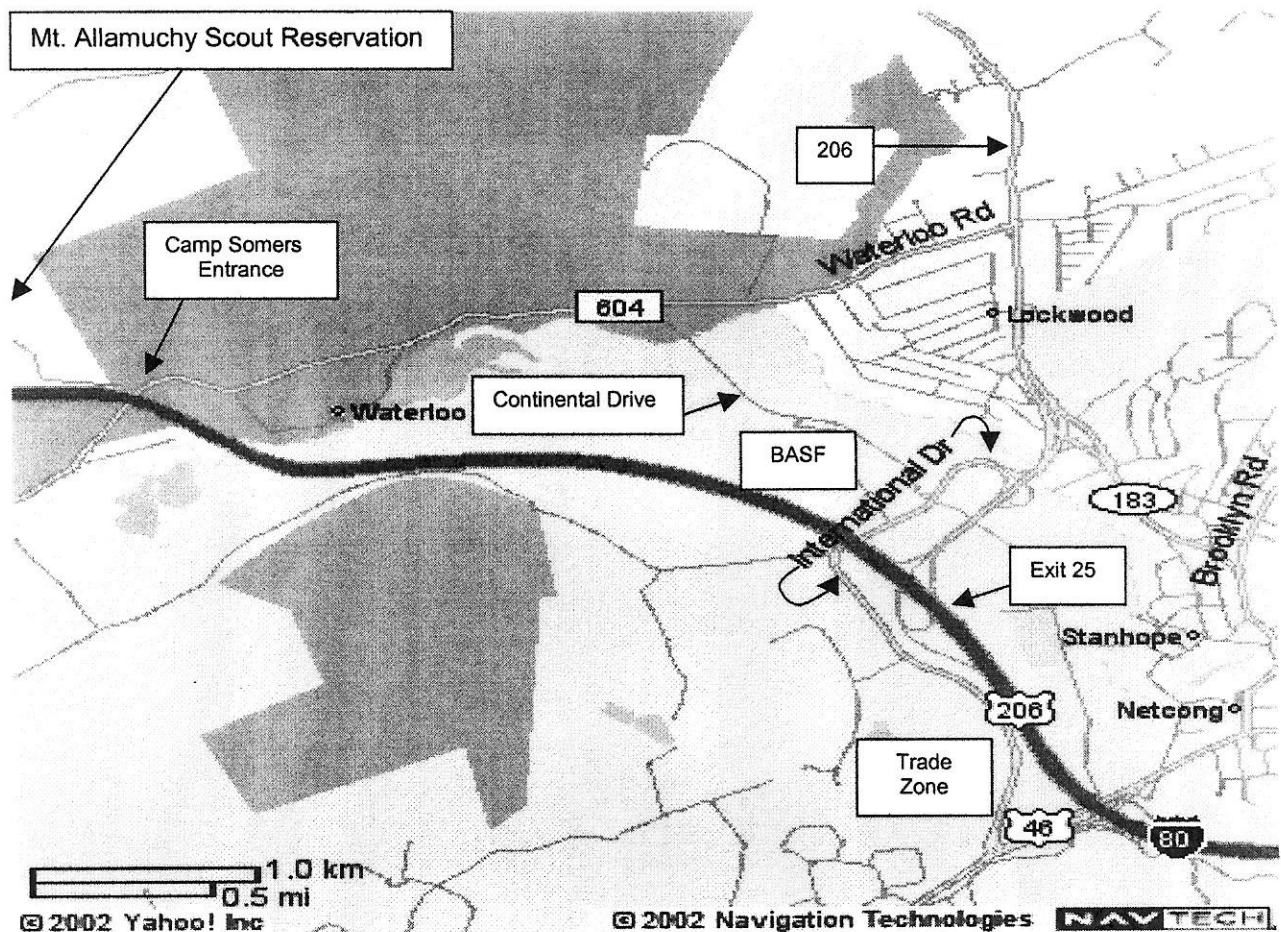 Mt. Allamuchy Scout Reservation
206
Camp Somers
Entrance
Waterloo Rd
604
Lockwood
Continental Drive
Waterloo
BASF
International Dr
183
Brooklyn Rd
Exit 25
Stanhope
206
Netcong
Trade
Zone
46
80
1.0 km
0.5 mi
© 2002 Yahoo! Inc
© 2002 Navigation Technologies
NAVTECH